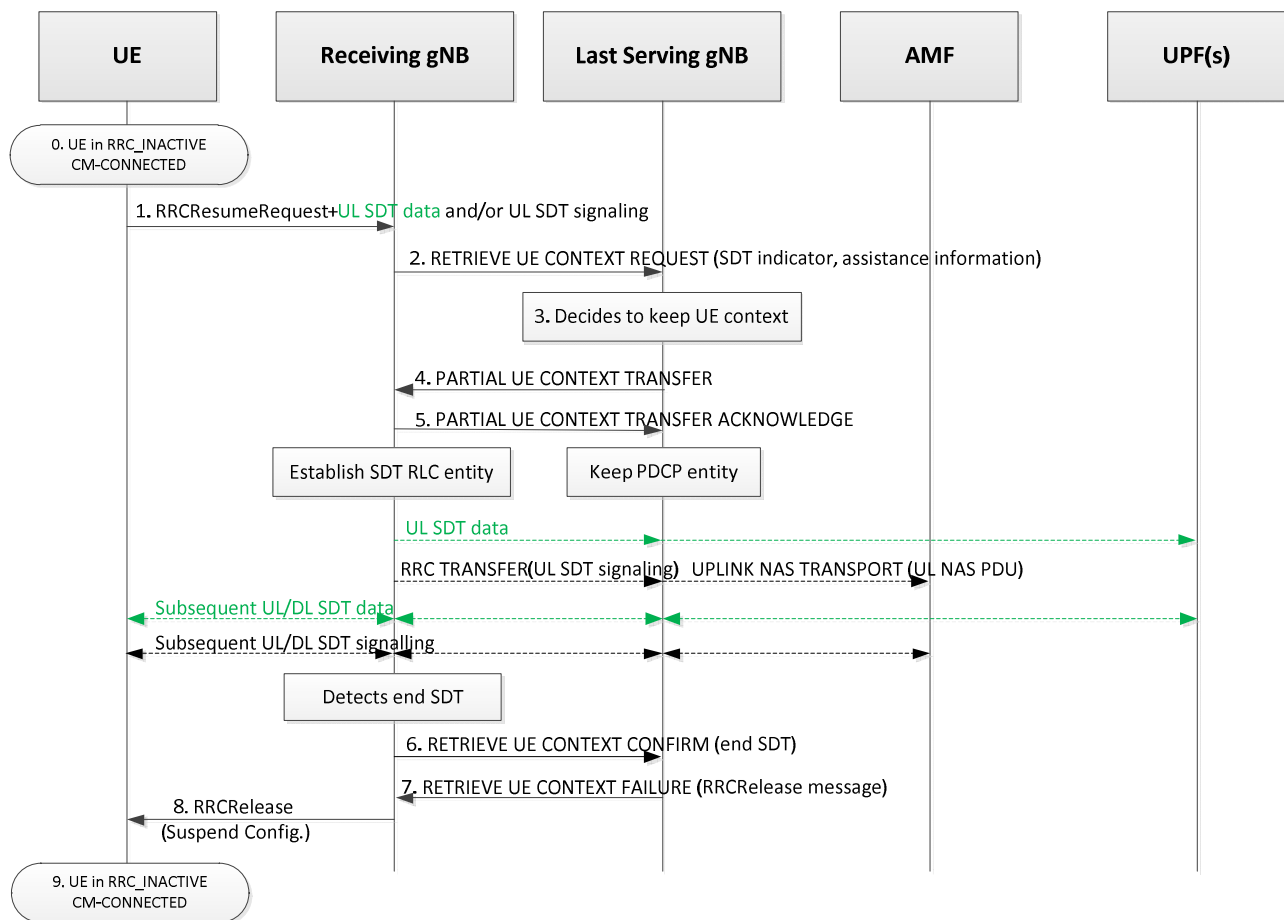 UE
Receiving gNB
Last Serving gNB
AMF
UPF(s)
0. UE in RRC_INACTIVE
CM-CONNECTED
1. RRCResumeRequest+UL SDT data and/or UL SDT signaling
2. RETRIEVE UE CONTEXT REQUEST (SDT indicator, assistance information)
3. Decides to keep UE context
4. PARTIAL UE CONTEXT TRANSFER
5. PARTIAL UE CONTEXT TRANSFER ACKNOWLEDGE
Establish SDT RLC entity
Keep PDCP entity
UL SDT data
RRC TRANSFER(UL SDT signaling)
UPLINK NAS TRANSPORT (UL NAS PDU)
Subsequent UL/DL SDT data
Subsequent UL/DL SDT signalling
Detects end SDT
6. RETRIEVE UE CONTEXT CONFIRM (end SDT)
7. RETRIEVE UE CONTEXT FAILURE (RRCRelease message)
8. RRCRelease
(Suspend Config.)
9. UE in RRC_INACTIVE
CM-CONNECTED